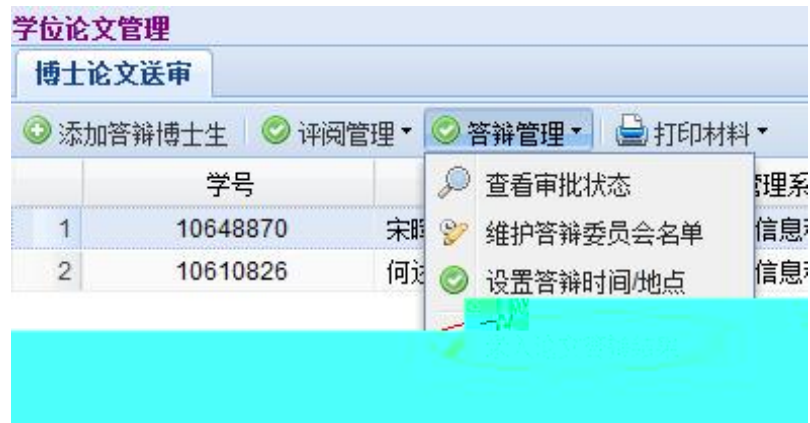 学位论文管理
博士论文送审
添加答辩博士生 评阅管理 答辩管理 打印材料
学号 管理系
查看审批状态
1 10648870 宋 信息
维护答辩委员会名单
2 10610826 何 信息
设置答辩时间/地点